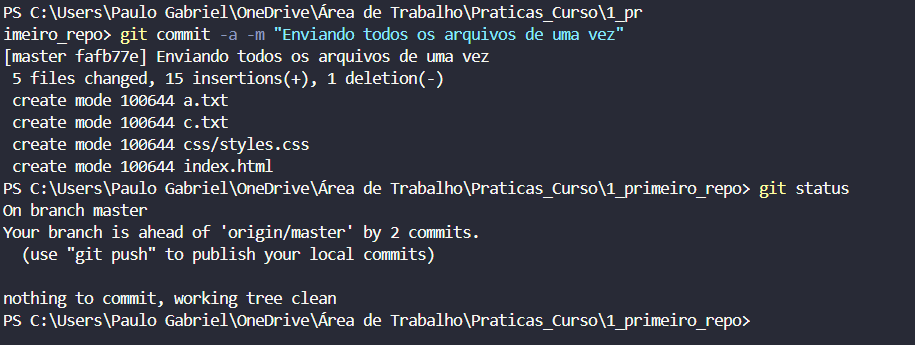 PS C:\Users\Paulo Gabriel\OneDrive\Área de Trabalho\Praticas_Curso\1_pr
imeiro_repo> git commit -a -m "Enviando todos os arquivos de uma vez"
[master fafb77e] Enviando todos os arquivos de uma vez
 5 files changed, 15 insertions(+), 1 deletion(-)
 create mode 100644 a.txt
 create mode 100644 c.txt
 create mode 100644 css/styles.css
 create mode 100644 index.html
PS C:\Users\Paulo Gabriel\OneDrive\Área de Trabalho\Praticas_Curso\1_primeiro_repo> git status
On branch master
Your branch is ahead of 'origin/master' by 2 commits.
  (use "git push" to publish your local commits)

nothing to commit, working tree clean
PS C:\Users\Paulo Gabriel\OneDrive\Área de Trabalho\Praticas_Curso\1_primeiro_repo>